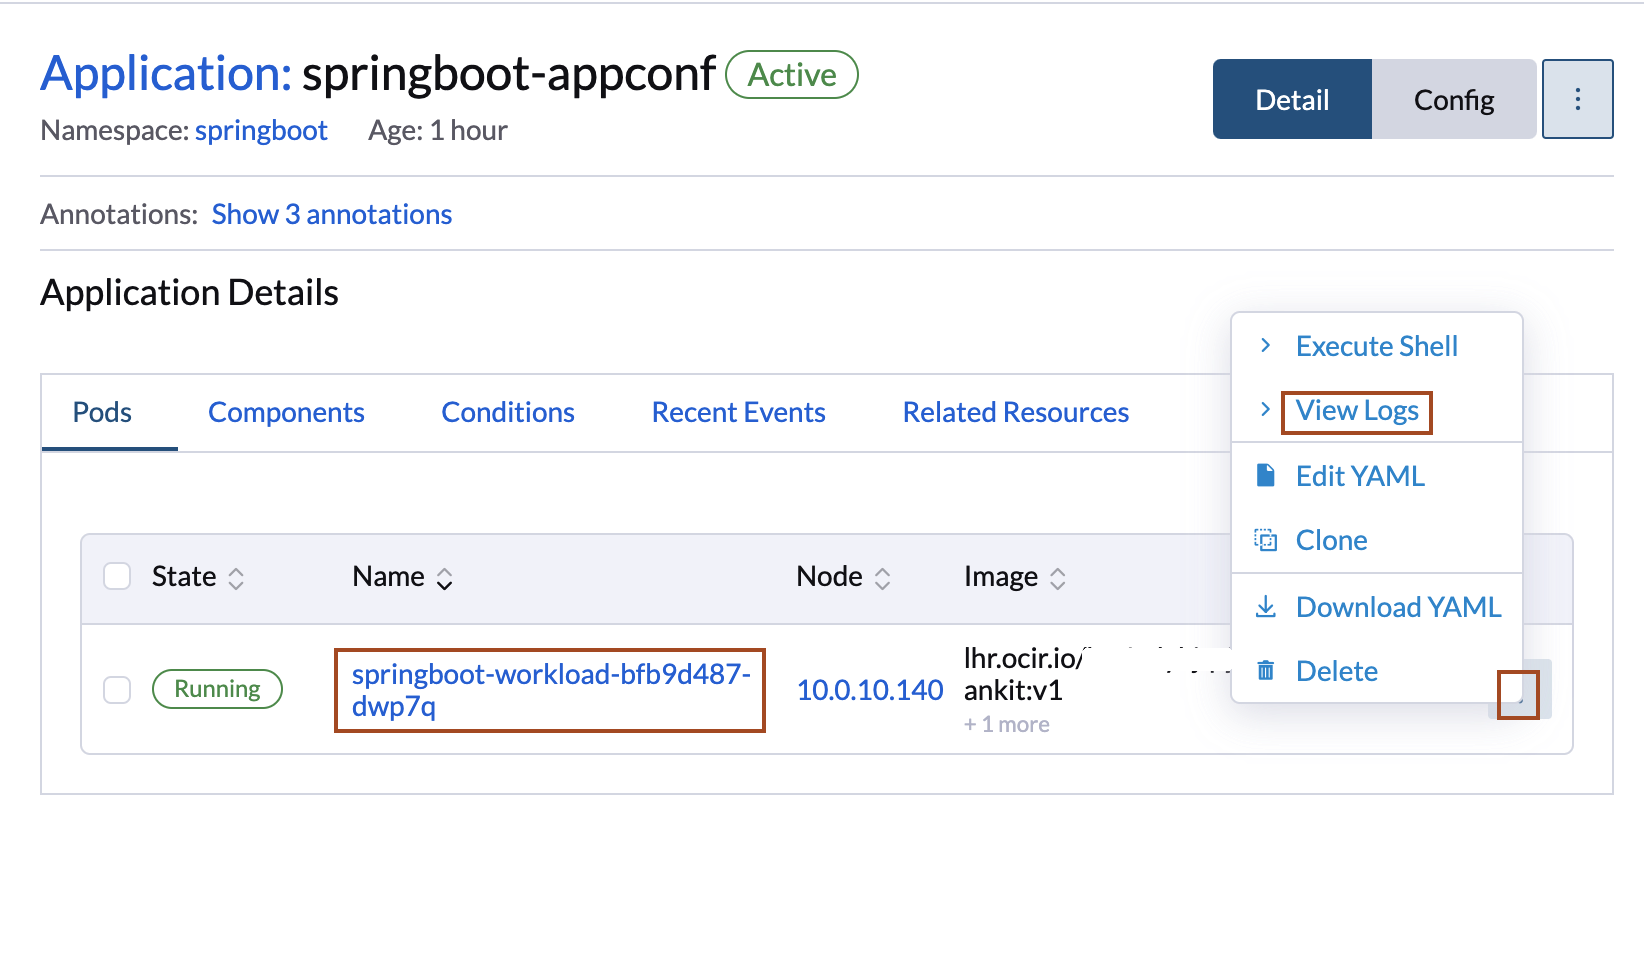 Application: springboot-appconf Active
Detail Config
Namespace: springboot Age: 1 hour
Annotations: Show 3 annotations
Application Details
Execute Shell
View Logs
Edit YAML
Clone
Download YAML
Delete
Pods Components Conditions Recent Events Related Resources
State Name Node Image
Running
springboot-workload-bfb9d487-
dwp7q
10.0.10.140
lhr.ocir.io/
ankit:v1
+ 1 more